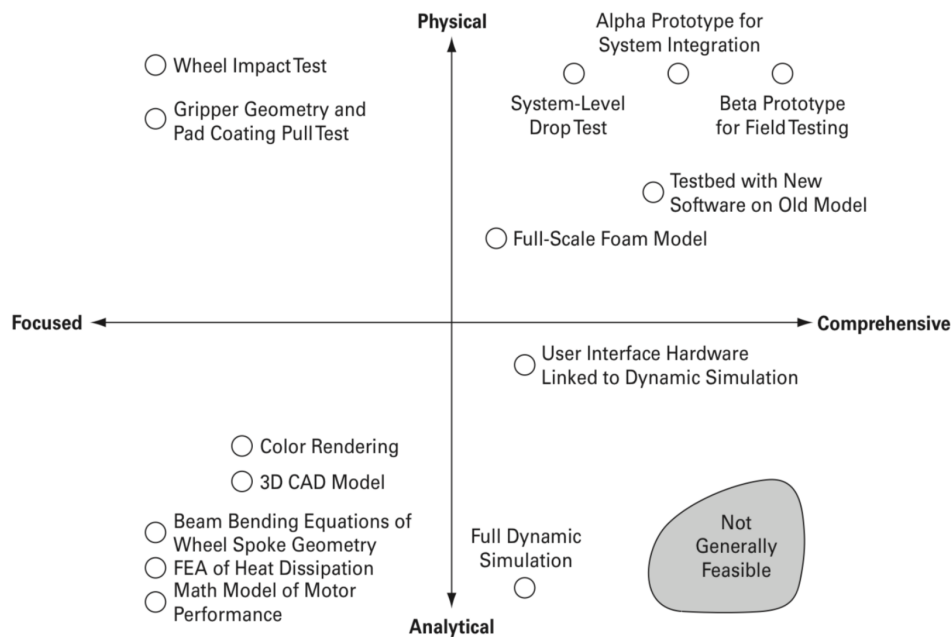 Physical
Alpha Prototype for
System Integration
Wheel Impact Test
Gripper Geometry and
Pad Coating Pull Test
System-Level
Drop Test
Beta Prototype
for Field Testing
Testbed with New
Software on Old Model
Full-Scale Foam Model
Focused
Comprehensive
User Interface Hardware
Linked to Dynamic Simulation
Color Rendering
3D CAD Model
Beam Bending Equations of
Wheel Spoke Geometry
FEA of Heat Dissipation
Math Model of Motor
Performance
Full Dynamic
Simulation
Not
Generally
Feasible
Analytical